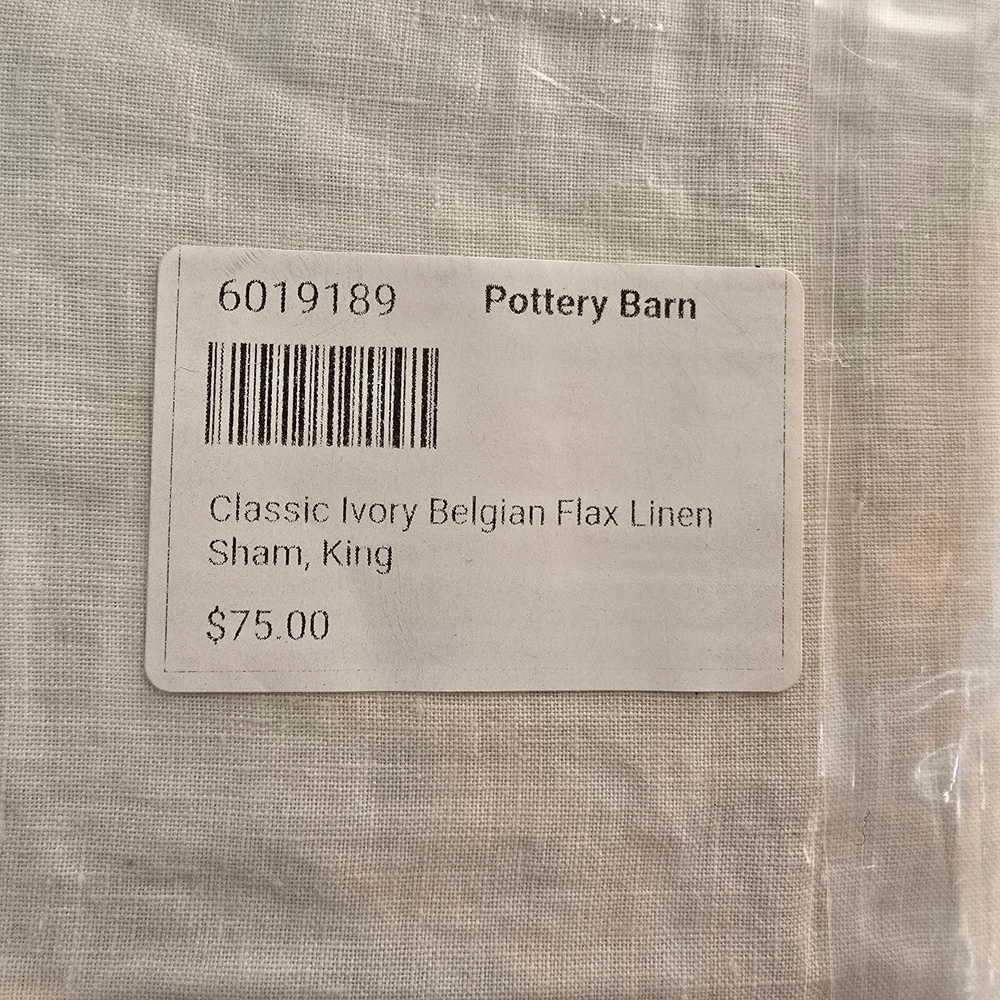 6019189 Pottery Barn
Classic Ivory Belgian Flax Linen
Sham, King
$75.00